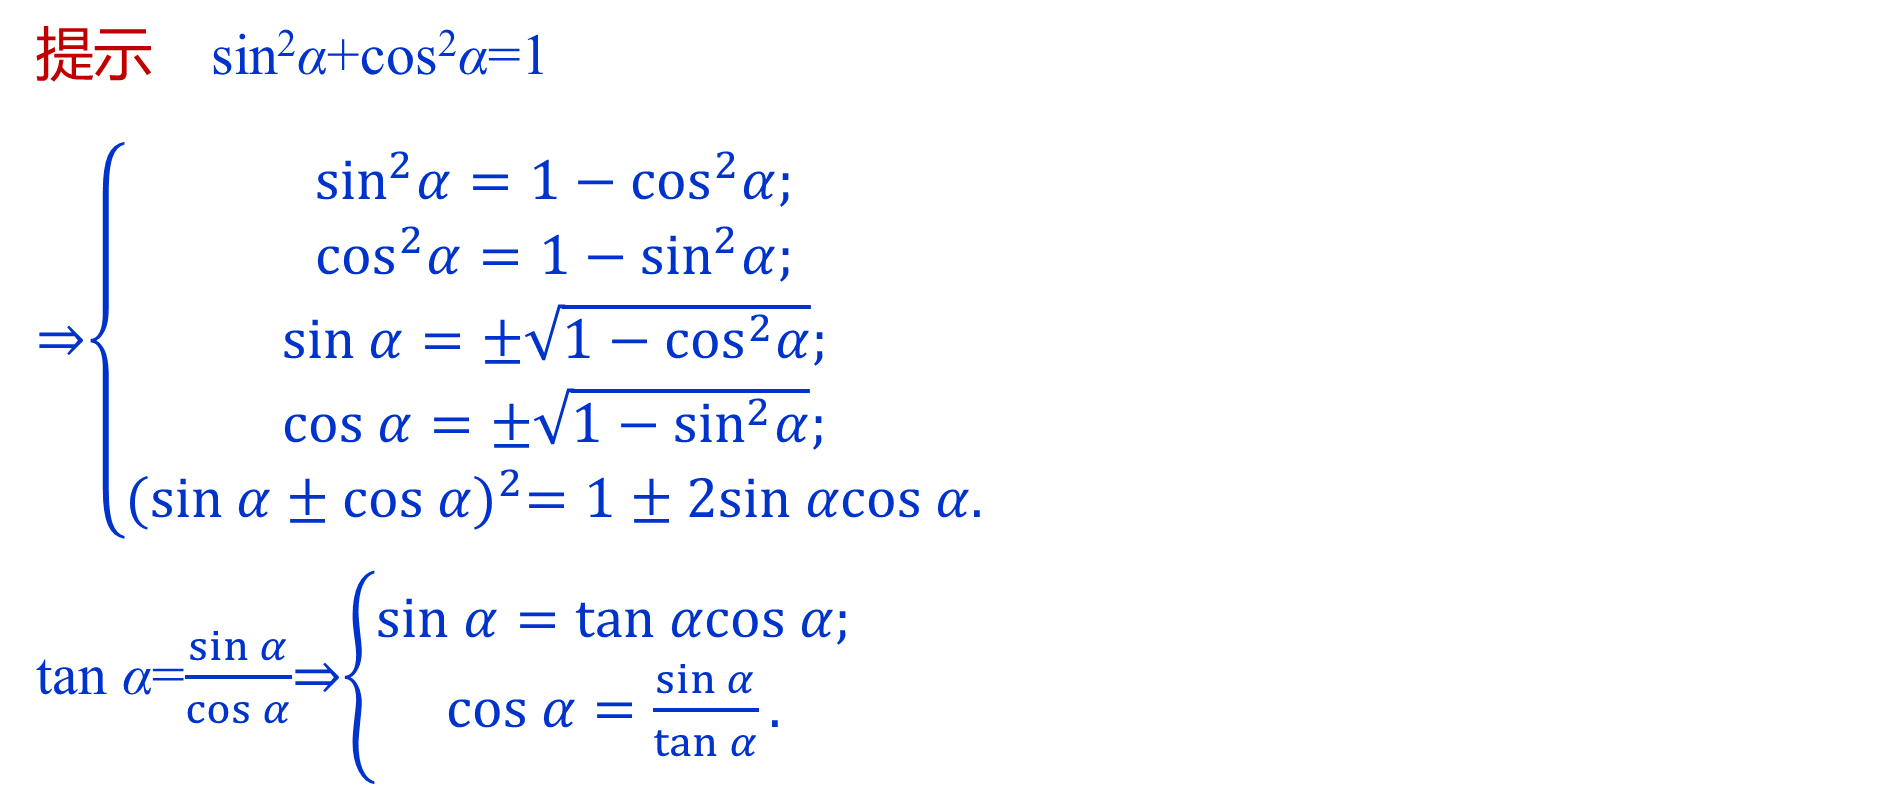 提示 sin²α+cos²α=1
⇒{sin²α = 1 − cos²α;
cos²α = 1 − sin²α;
sin α = ±√(1 − cos²α);
cos α = ±√(1 − sin²α);
(sin α ± cos α)²= 1 ± 2sin αcos α.
tan α=sin α/cos α⇒{sin α = tan αcos α;
cos α = sin α/tan α.